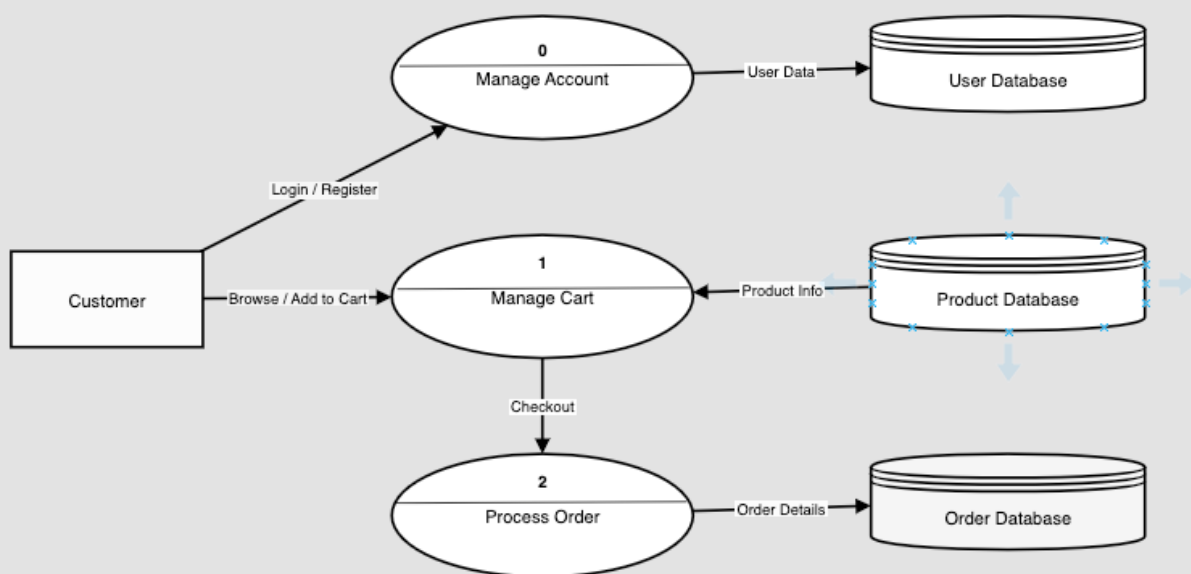 0
Manage Account
User Data
User Database
Login / Register
Customer
Browse / Add to Cart
1
Manage Cart
Product Info
Product Database
Checkout
2
Process Order
Order Details
Order Database